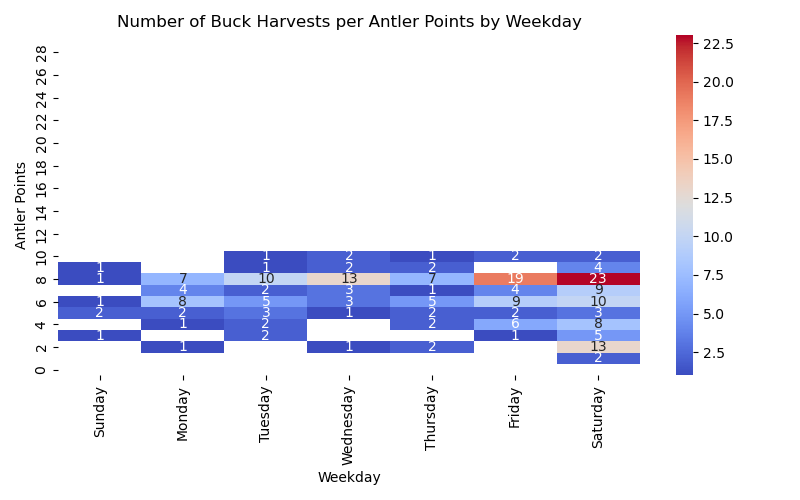 Number of Buck Harvests per Antler Points by Weekday
Antler Points
28
26
24
22
20
18
16
14
12
10 1 2 1 2 2
1 1 2 2 4
8 1 7 10 13 7 19 23
4 2 3 1 4 9
6 1 8 5 3 5 9 10
2 2 3 1 2 2 3
4 1 2 2 6 8
1 2 1 5
2 1 1 2 13
2
0
Sunday
Monday
Tuesday
Wednesday
Thursday
Friday
Saturday
Weekday
22.5
20.0
17.5
15.0
12.5
10.0
7.5
5.0
2.5